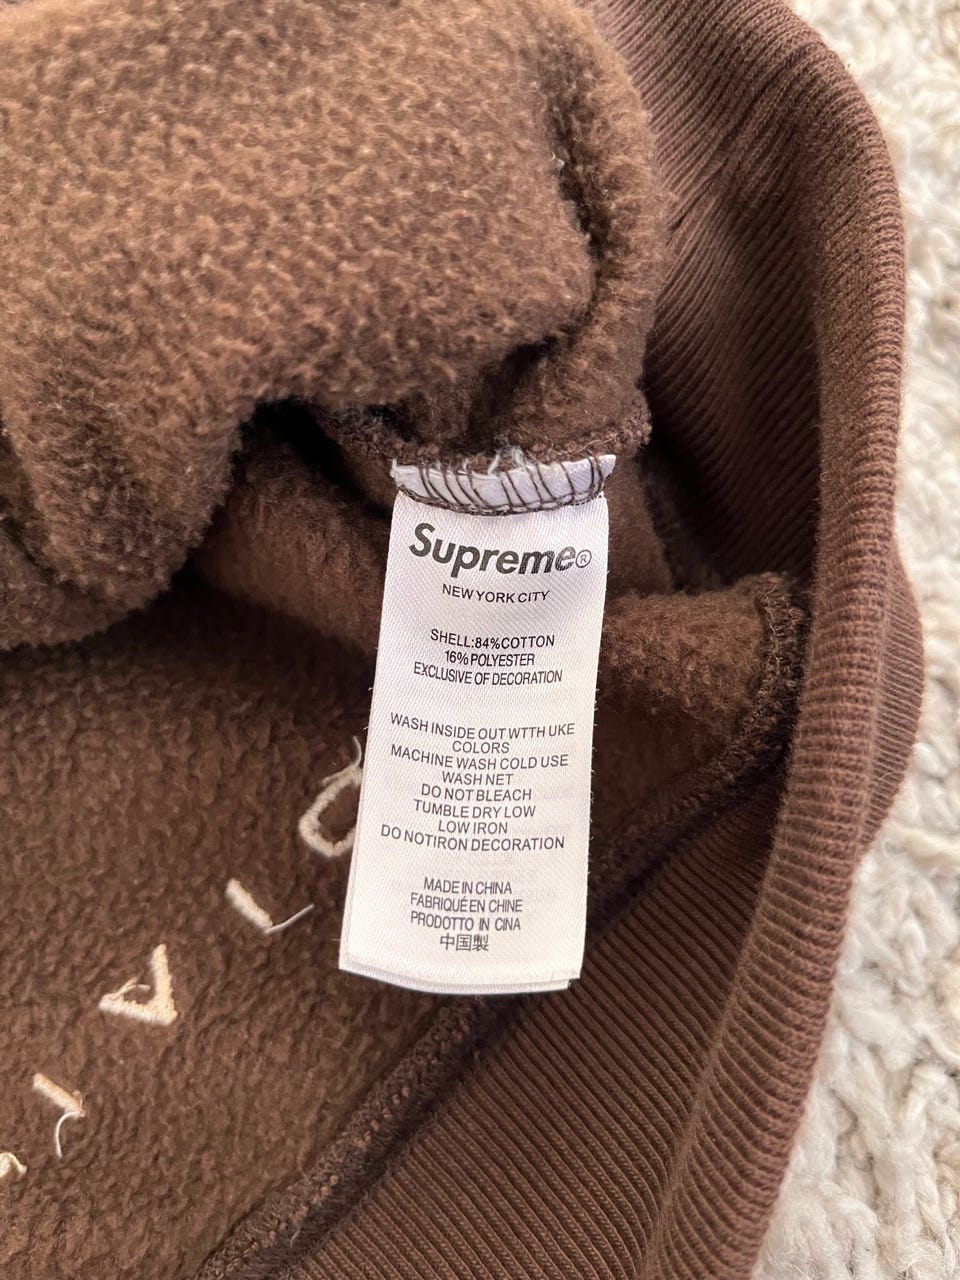 Supreme®
NEW YORK CITY
SHELL:84%COTTON
16%POLYESTER
EXCLUSIVE OF DECORATION
WASH INSIDE OUT WTTH UKE
COLORS
MACHINE WASH COLD USE
WASH NET
DO NOT BLEACH
TUMBLE DRY LOW
LOW IRON
DO NOTIRON DECORATION
MADE IN CHINA
FABRIQUÉ EN CHINE
PRODOTTO IN CINA
中国製